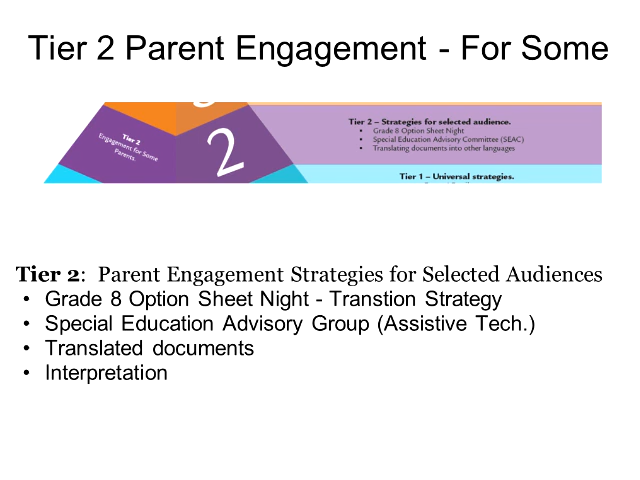 Tier 2 Parent Engagement - For Some
Tier 2
Engagement for Some
Parents.
2
Tier 2 – Strategies for selected audience.
• Grade 8 Option Sheet Night
• Special Education Advisory Committee (SEAC)
• Translating documents into other languages
Tier 1 – Universal strategies.
Tier 2: Parent Engagement Strategies for Selected Audiences
• Grade 8 Option Sheet Night - Transtion Strategy
• Special Education Advisory Group (Assistive Tech.)
• Translated documents
• Interpretation